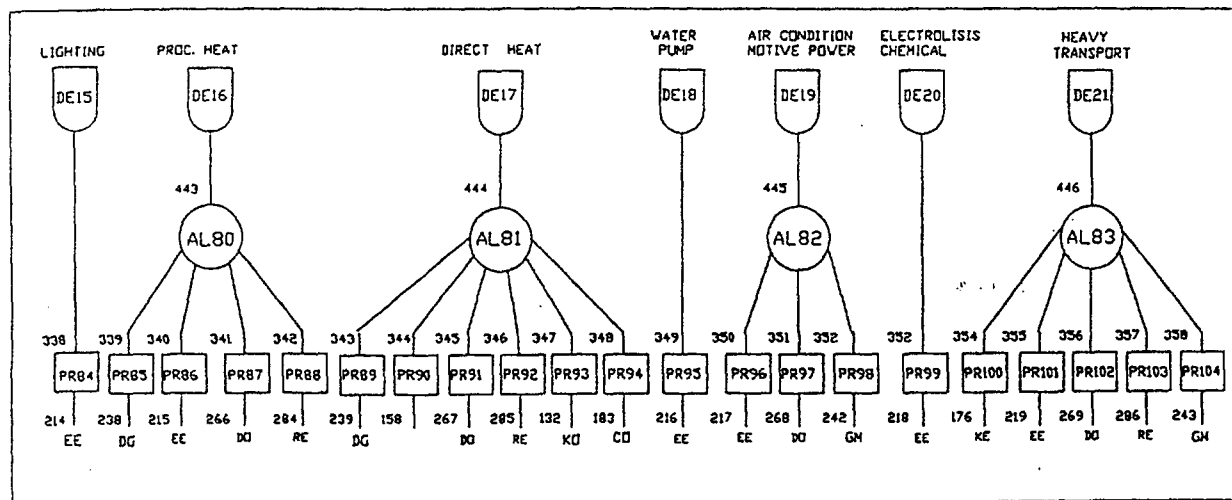 LIGHTING PROC. HEAT DIRECT HEAT WATER PUMP AIR CONDITION MOTIVE POWER ELECTROLISIS CHEMICAL HEAVY TRANSPORT
DE15 DE16 DE17 DE18 DE19 DE20 DE21
443 444 445 446
AL80 AL81 AL82 AL83
338 339 340 341 342 343 344 345 346 347 348 349 350 351 352 352 354 355 356 357 358
PR84 PR85 PR86 PR87 PR88 PR89 PR90 PR91 PR92 PR93 PR94 PR95 PR96 PR97 PR98 PR99 PR100 PR101 PR102 PR103 PR104
214 238 215 266 284 239 158 267 285 132 183 216 217 268 242 218 176 219 269 286 243
EE DG EE DO RE DG DO RE KO CO EE EE DO GM EE KE EE DO RE GM